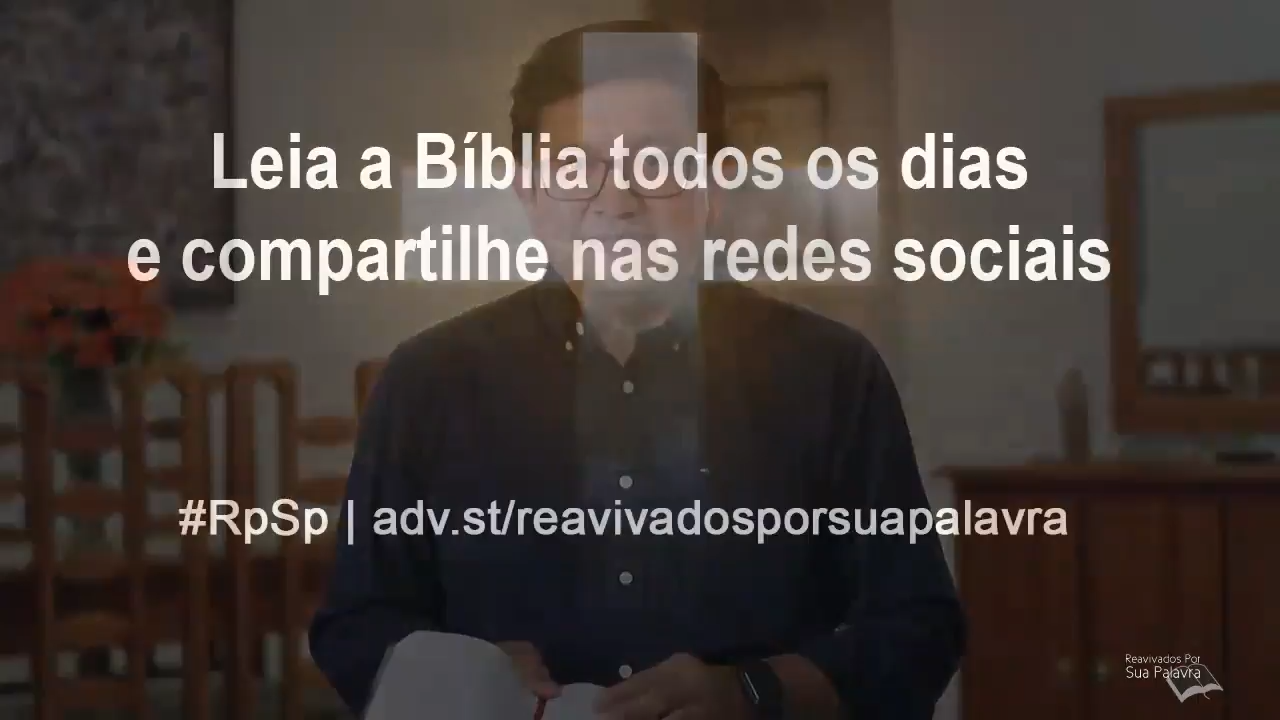 Leia a Bíblia todos os dias
e compartilhe nas redes sociais
#RpSp | adv.st/reavivadosporsuapalavra
Reavivados Por
Sua Palavra